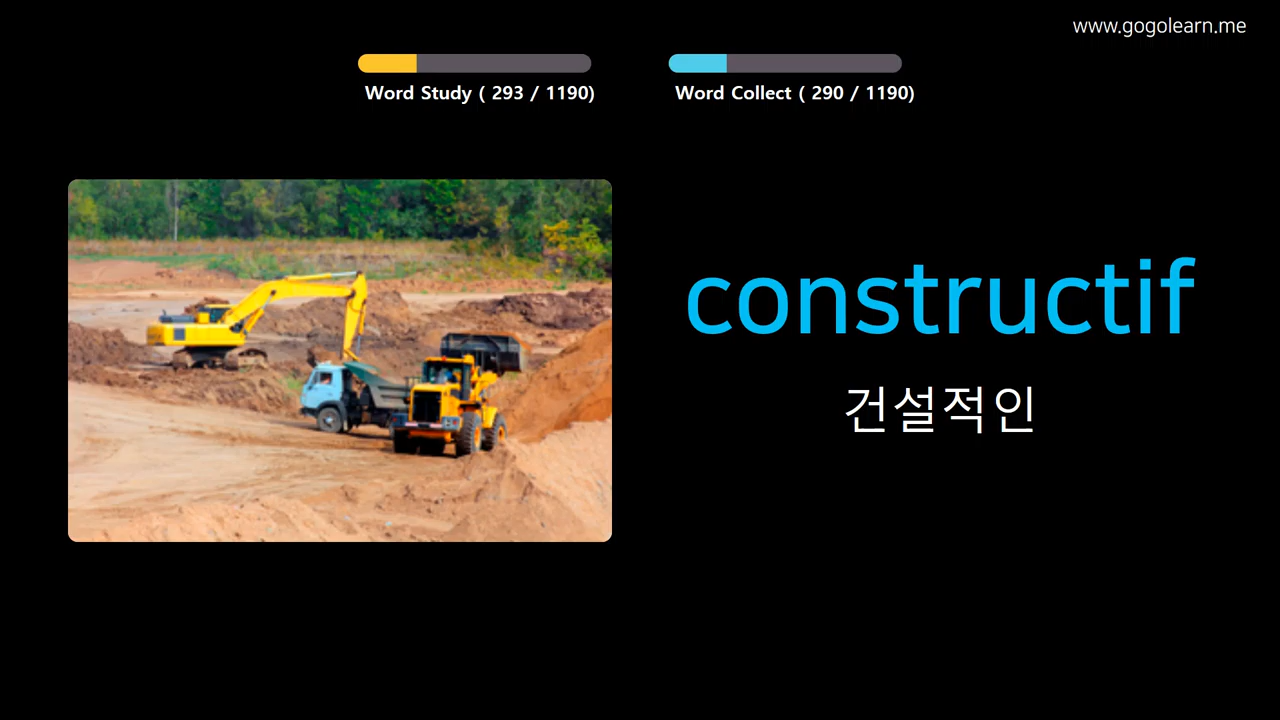 www.gogolearn.me
Word Study ( 293 / 1190)
Word Collect ( 290 / 1190)
constructif
건설적인